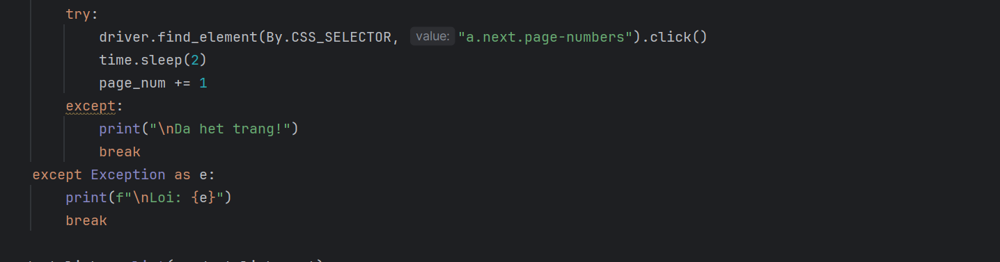 try:
driver.find_element(By.CSS_SELECTOR, value: "a.next.page-numbers").click()
time.sleep(2)
page_num += 1
except:
print("\nDa het trang!")
break
except Exception as e:
print(f"\nLoi: {e}")
break